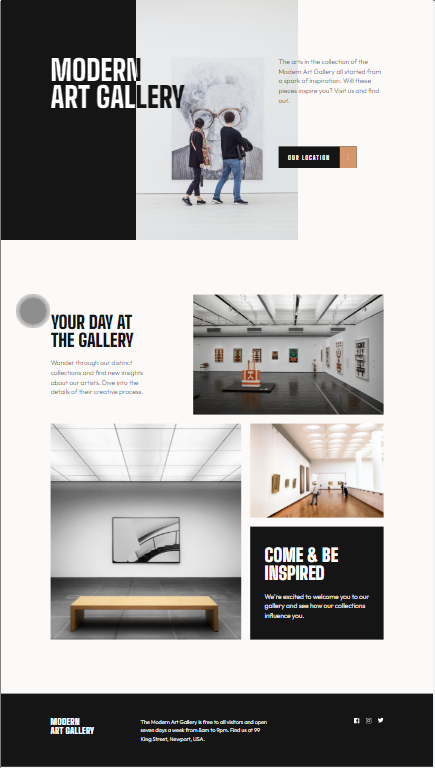 MODERN
ART GALLERY
The arts in the collection of the
Modern Art Gallery all started from
a spark of inspiration. Will these
pieces inspire you? Visit us and find
out.
OUR LOCATION
YOUR DAY AT
THE GALLERY
Wander through our distinct
collections and find new insights
about our artists. Dive into the
details of their creative process.
COME & BE
INSPIRED
We're excited to welcome you to our
gallery and see how our collections
influence you.
MODERN
ART GALLERY
The Modern Art Gallery is free to all visitors and open
seven days a week from 8am to 9pm. Find us at 99
King Street, Newport, USA.